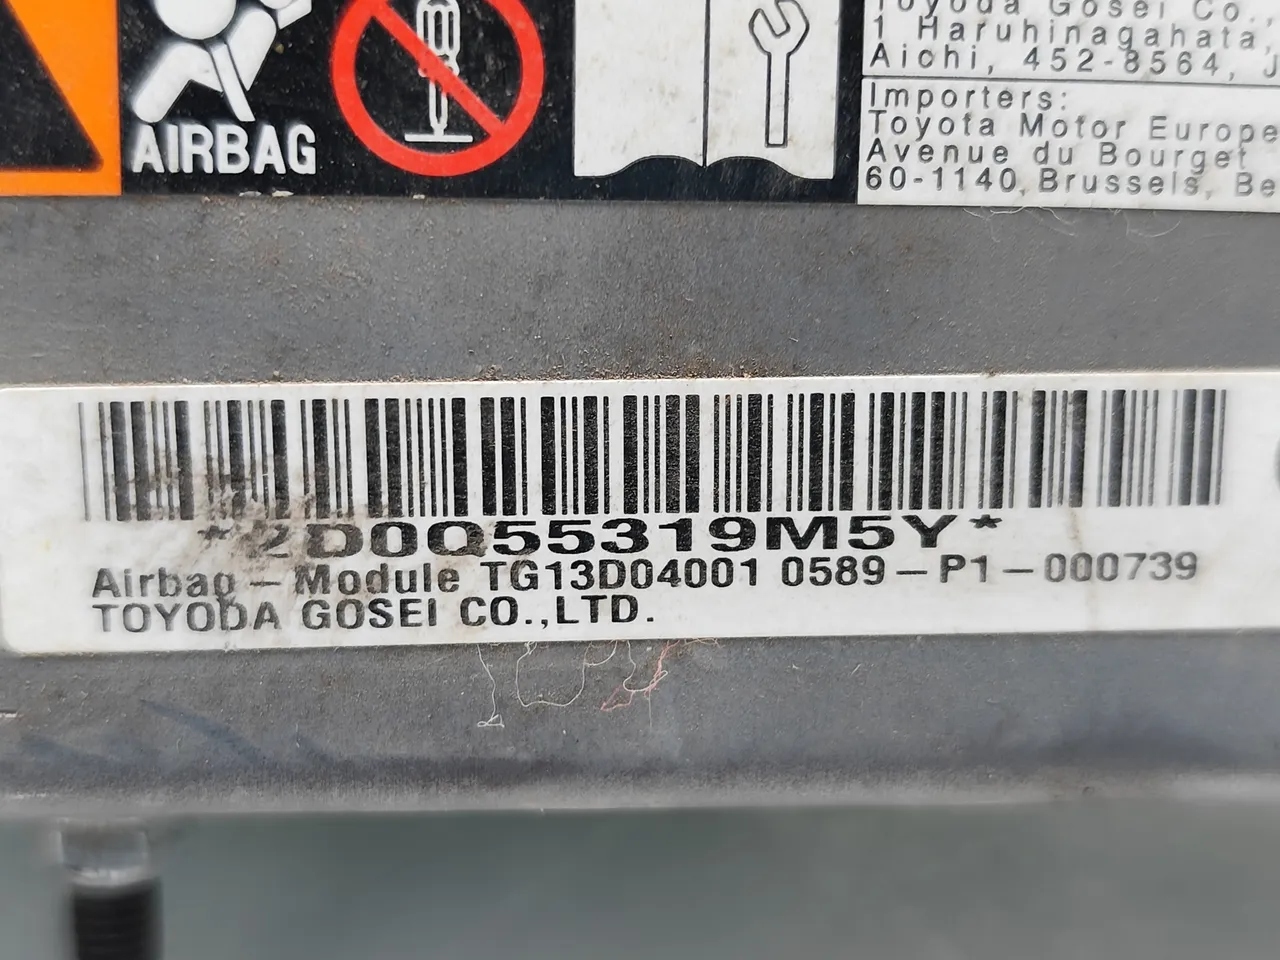 AIRBAG
Toyoda Gosei Co.,
1 Haruhinagahata,
Aichi, 452-8564, J
Importers:
Toyota Motor Europe
Avenue du Bourget
60-1140, Brussels, Be
*2D0Q55319M5Y*
Airbag - Module TG13D04001 0589-P1-000739
TOYODA GOSEI CO.,LTD.